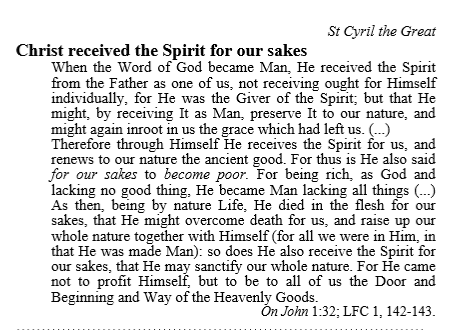 St Cyril the Great
Christ received the Spirit for our sakes
When the Word of God became Man, He received the Spirit
from the Father as one of us, not receiving ought for Himself
individually, for He was the Giver of the Spirit; but that He
might, by receiving It as Man, preserve It to our nature, and
might again inroot in us the grace which had left us. (...)
Therefore through Himself He receives the Spirit for us, and
renews to our nature the ancient good. For thus is He also said
for our sakes to become poor. For being rich, as God and
lacking no good thing, He became Man lacking all things (...)
As then, being by nature Life, He died in the flesh for our
sakes, that He might overcome death for us, and raise up our
whole nature together with Himself (for all we were in Him, in
that He was made Man): so does He also receive the Spirit for
our sakes, that He may sanctify our whole nature. For He came
not to profit Himself, but to be to all of us the Door and
Beginning and Way of the Heavenly Goods.
On John 1:32; LFC 1, 142-143.